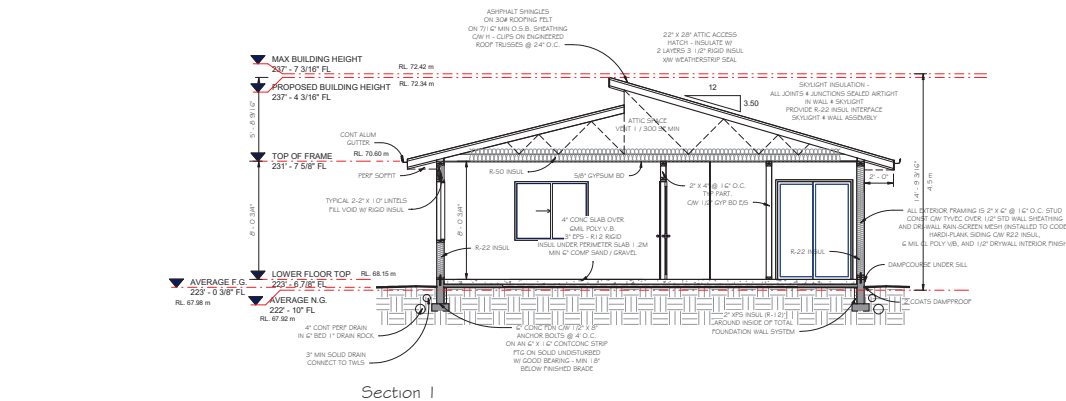 ASHPHALT SHINGLES
ON 30# ROOFING FELT
ON 7/16" MIN O.S.B. SHEATHING
C/W H - CLIPS ON ENGINEERED
ROOF TRUSSES @ 24" O.C.
22" X 28" ATTIC ACCESS
HATCH - INSULATE W/
2 LAYERS 3 1/2" RIGID INSUL
X/W WEATHERSTRIP SEAL
MAX BUILDING HEIGHT
237' - 7 3/16" FL
RL. 72.42 m
PROPOSED BUILDING HEIGHT
237' - 4 3/16" FL
RL. 72.34 m
12
3.50
SKYLIGHT INSULATION -
ALL JOINTS & JUNCTIONS SEALED AIRTIGHT
IN WALL & SKYLIGHT
PROVIDE R-22 INSUL INTERFACE
SKYLIGHT & WALL ASSEMBLY
5' - 8 9/16"
ATTIC SPACE
VENT 1 / 300 SF MIN
CONT ALUM
GUTTER
TOP OF FRAME
231' - 7 5/8" FL
RL. 70.60 m
PERF SOFFIT
R-50 INSUL
5/8" GYPSUM BD
2" X 4" @ 16" O.C.
TYP PART.
C/W 1/2" GYP BD E/S
2' - 0"
14' - 9 3/16"
4.5 m
TYPICAL 2-2" X 10" LINTELS
FILL VOID W/ RIGID INSUL
8' - 0 3/4"
8' - 0 3/4"
4" CONC SLAB OVER
6MIL POLY V.B.
3" EPS - R12 RIGID
INSUL UNDER PERIMETER SLAB 1.2M
MIN 6" COMP SAND / GRAVEL
R-22 INSUL
R-22 INSUL
ALL EXTERIOR FRAMING IS 2" X 6" @ 16" O.C. STUD
CONST C/W TYVEC OVER 1/2" STD WALL SHEATHING
AND DRI-WALL RAIN-SCREEN MESH (INSTALLED TO CODE
HARDI-PLANK SIDING C/W R22 INSUL,
6 MIL CL POLY V/B, AND 1/2" DRYWALL INTERIOR FINISH
DAMPCOURSE UNDER SILL
LOWER FLOOR TOP
223' - 6 7/8" FL
RL. 68.15 m
AVERAGE F.G.
223' - 0 3/8" FL
RL. 67.98 m
AVERAGE N.G.
222' - 10" FL
RL. 67.92 m
2 COATS DAMPROOF
4" CONT PERF DRAIN
IN 6" BED 1" DRAIN ROCK
3" MIN SOLID DRAIN
CONNECT TO TWLS
6" CONC FDN C/W 1/2" X 8"
ANCHOR BOLTS @ 4' O.C.
ON AN 6" X 16" CONTCONC STRIP
FTG ON SOLID UNDISTURBED
W/ GOOD BEARING - MIN 18"
BELOW FINISHED BRADE
2" XPS INSUL (R-12)
AROUND INSIDE OF TOTAL
FOUNDATION WALL SYSTEM
Section 1